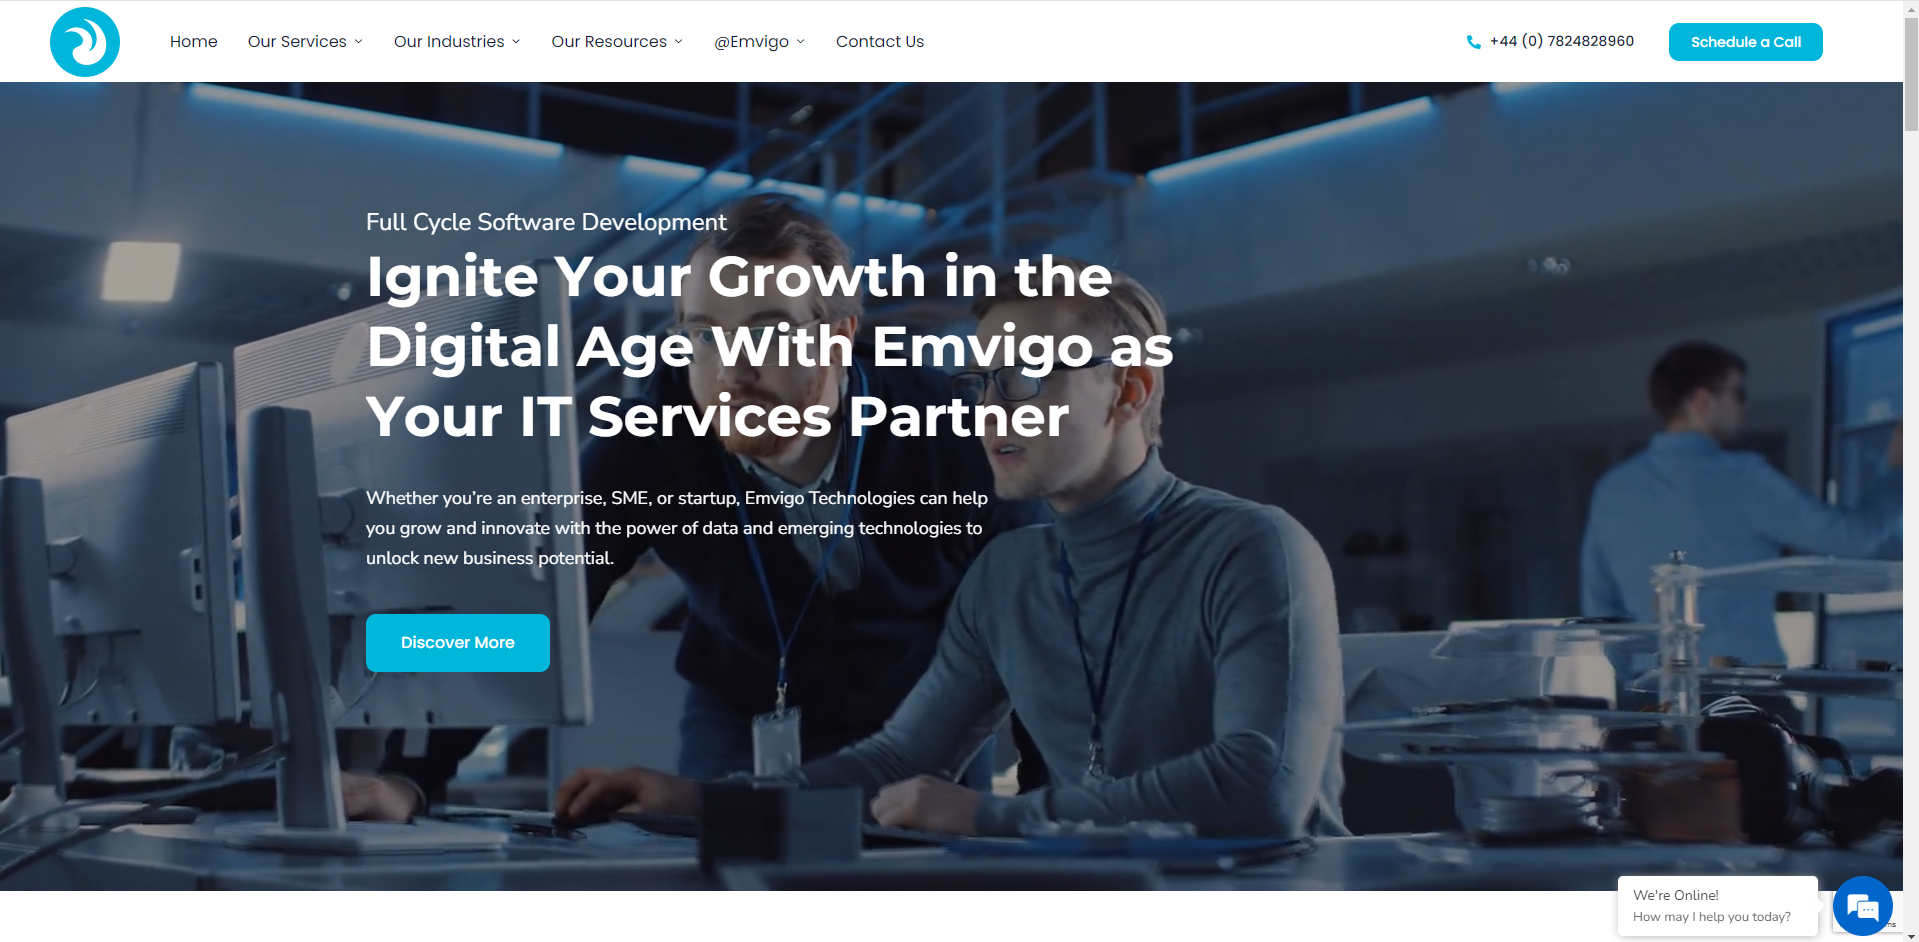 Home
Our Services
Our Industries
Our Resources
@Emvigo
Contact Us
+44 (0) 7824828960
Schedule a Call
Full Cycle Software Development
Ignite Your Growth in the
Digital Age With Emvigo as
Your IT Services Partner
Whether you’re an enterprise, SME, or startup, Emvigo Technologies can help
you grow and innovate with the power of data and emerging technologies to
unlock new business potential.
Discover More
We're Online!
How may I help you today?